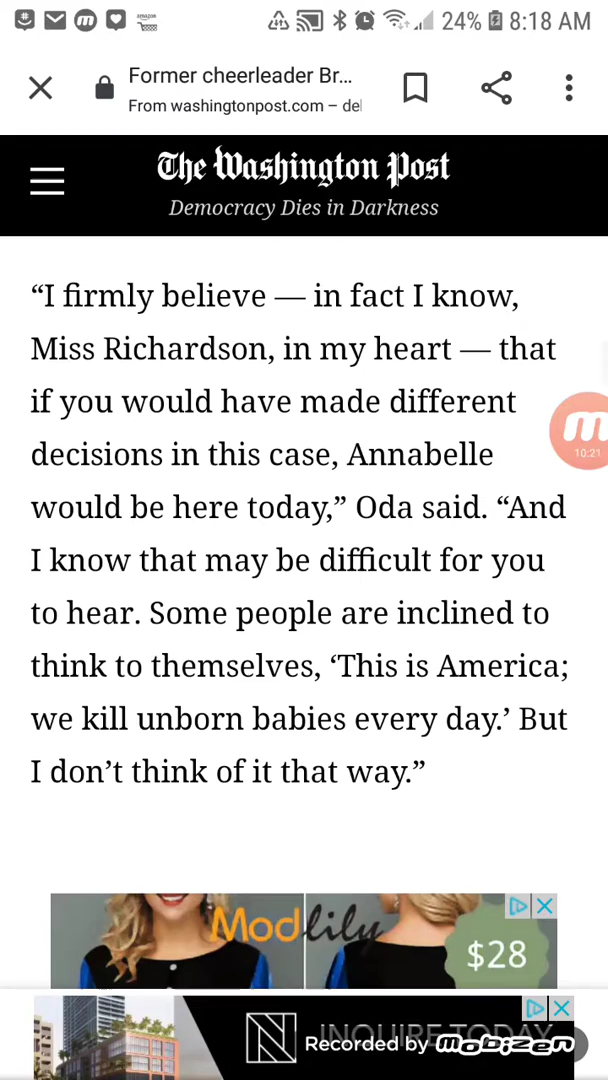 24% 8:18 AM
Former cheerleader Br...
From washingtonpost.com – de
The Washington Post
Democracy Dies in Darkness
“I firmly believe — in fact I know,
Miss Richardson, in my heart — that
if you would have made different
decisions in this case, Annabelle
would be here today,” Oda said. “And
I know that may be difficult for you
to hear. Some people are inclined to
think to themselves, ‘This is America;
we kill unborn babies every day.’ But
I don’t think of it that way.”
10:21
Modlily
$28
INQUIRE TODAY
Recorded by mobizen